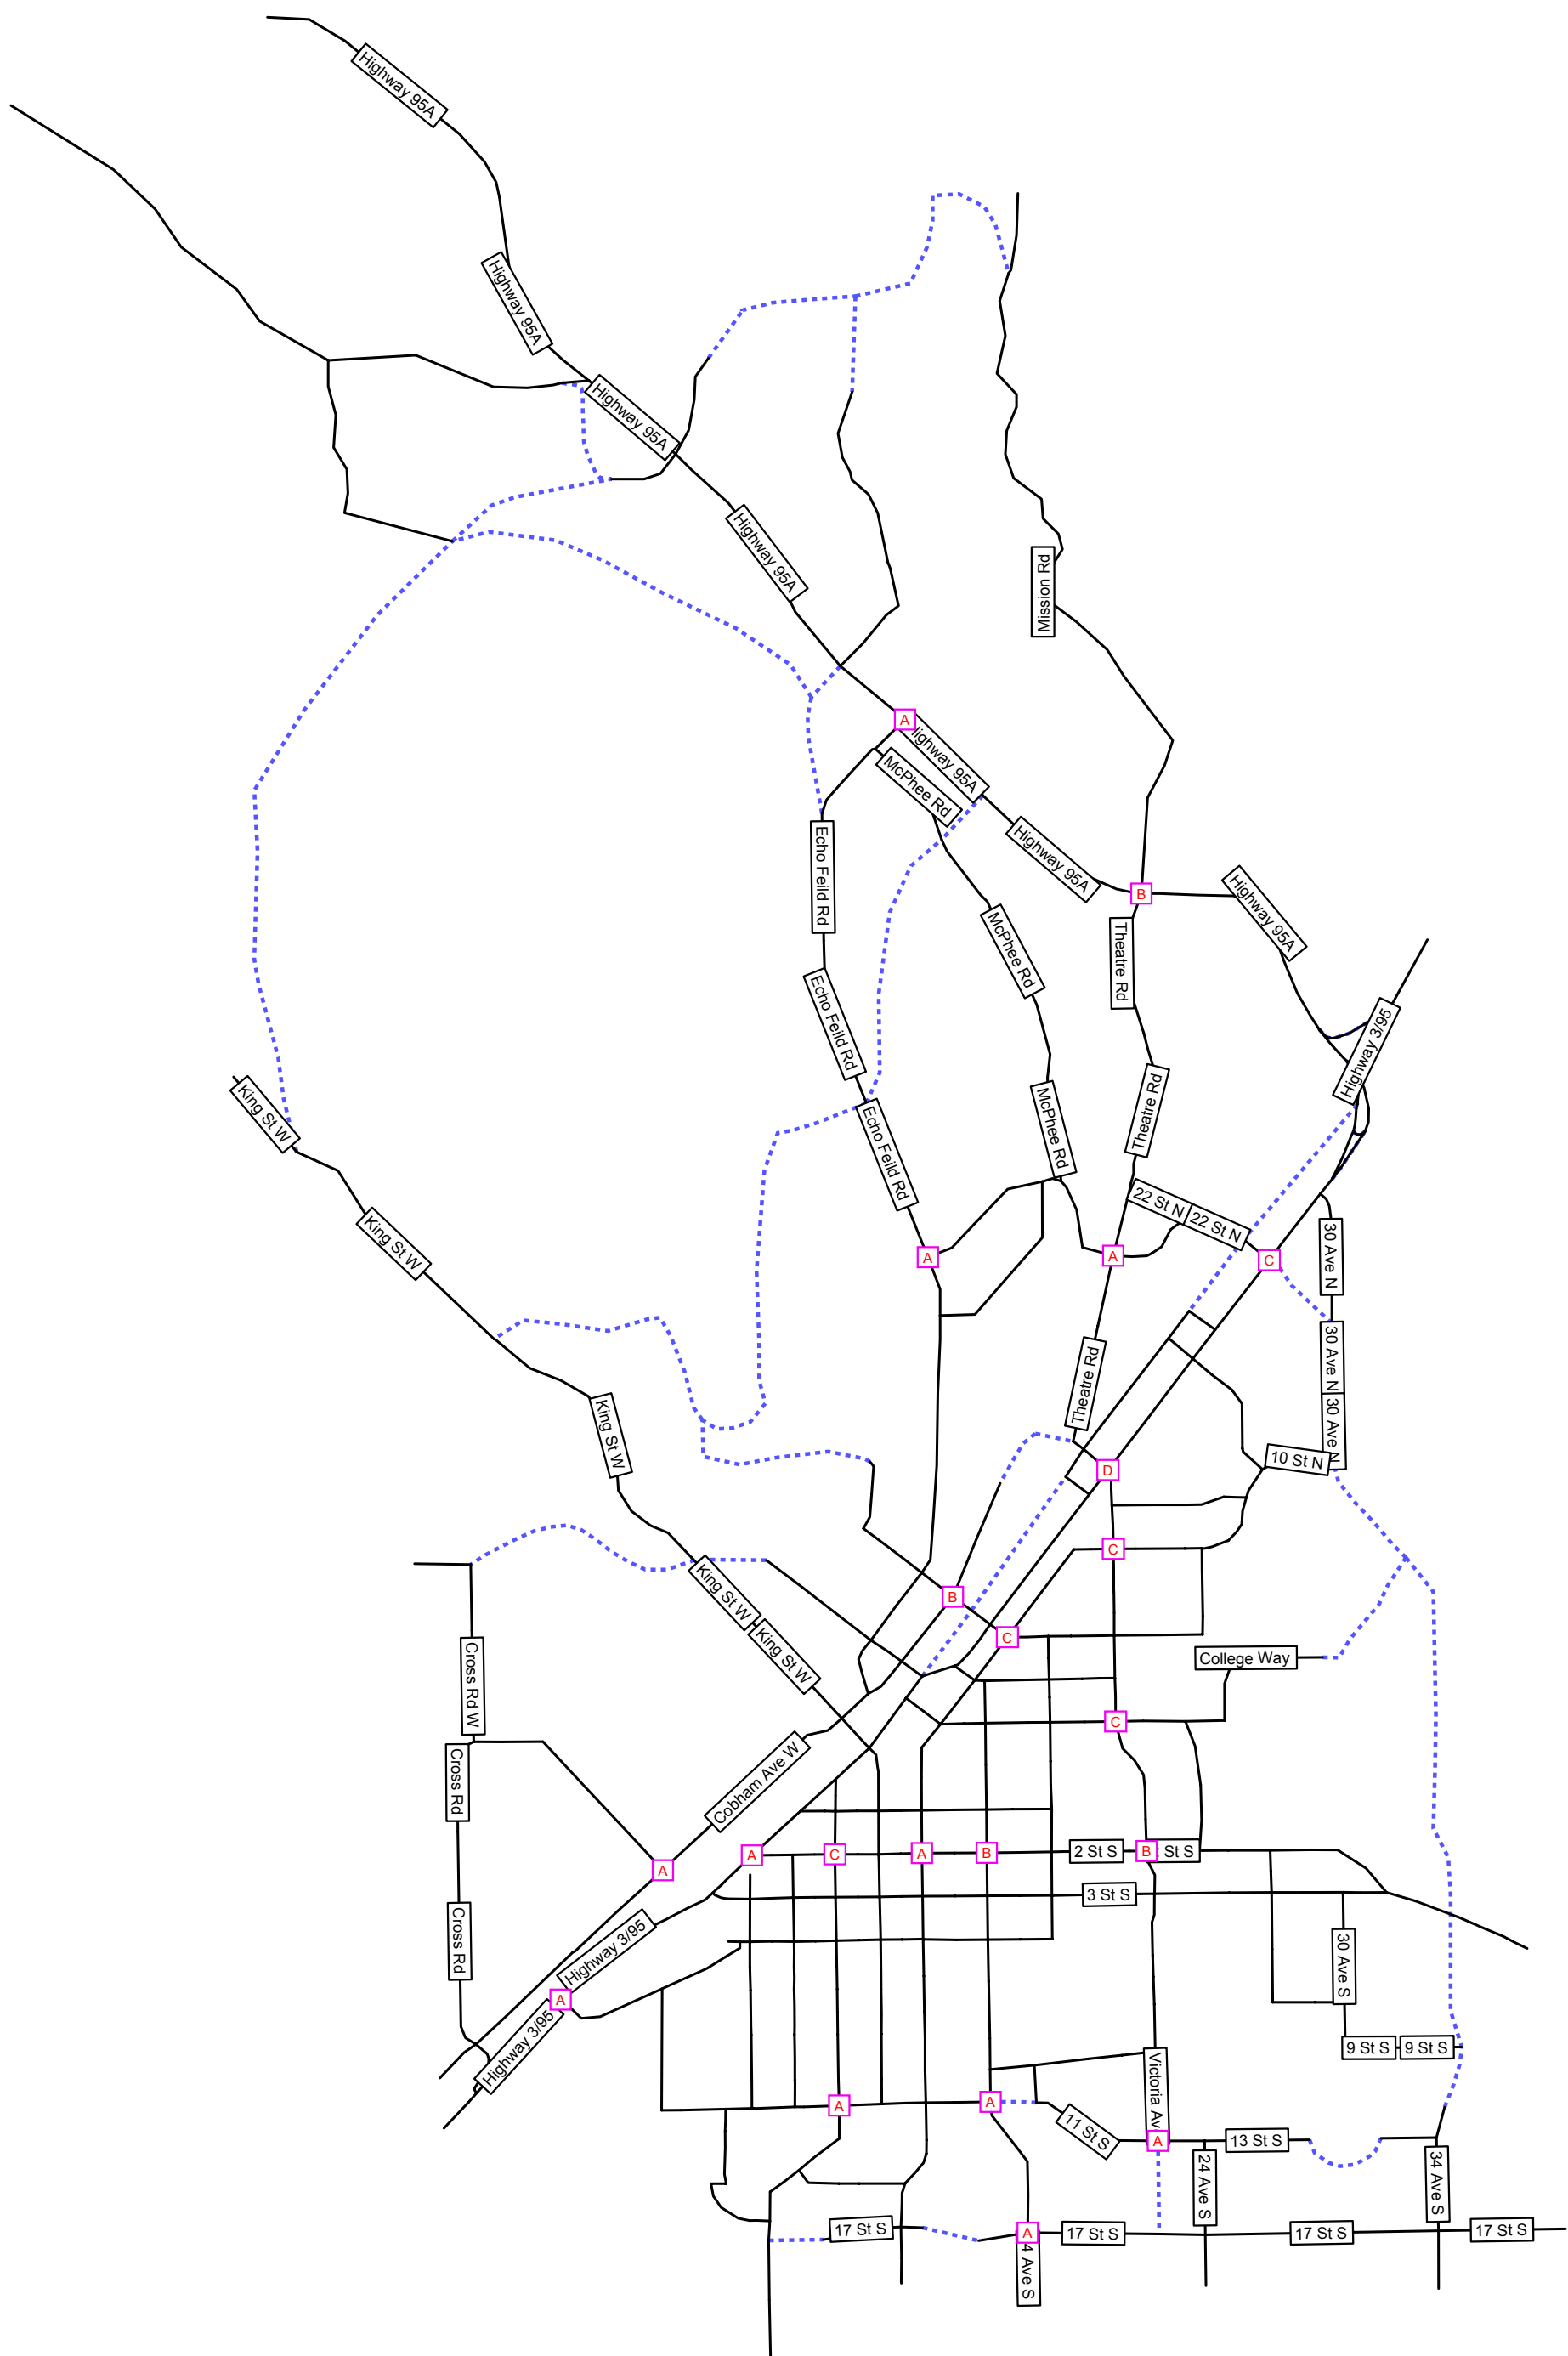 Highway 95A
Highway 95A
Highway 95A
Highway 95A
Mission Rd
A
ighway 95A
McPhee Rd
Echo Feild Rd
Highway 95A
B
Highway 95A
McPhee Rd
Theatre Rd
Echo Feild Rd
Highway 3/95
King St W
McPhee Rd
Theatre Rd
Echo Feild Rd
22 St N
22 St N
King St W
A
A
C
30 Ave N
30 Ave N
Theatre Rd
King St W
30 Ave N
10 St N
D
C
King St W
B
C
King St W
College Way
Cross Rd W
C
Cobham Ave W
Cross Rd
A
A
C
A
B
2 St S
B
St S
3 St S
Cross Rd
Highway 3/95
30 Ave S
A
Highway 3/95
9 St S
9 St S
Victoria Av
A
A
11 St S
A
13 St S
24 Ave S
34 Ave S
17 St S
A
17 St S
17 St S
17 St S
4 Ave S